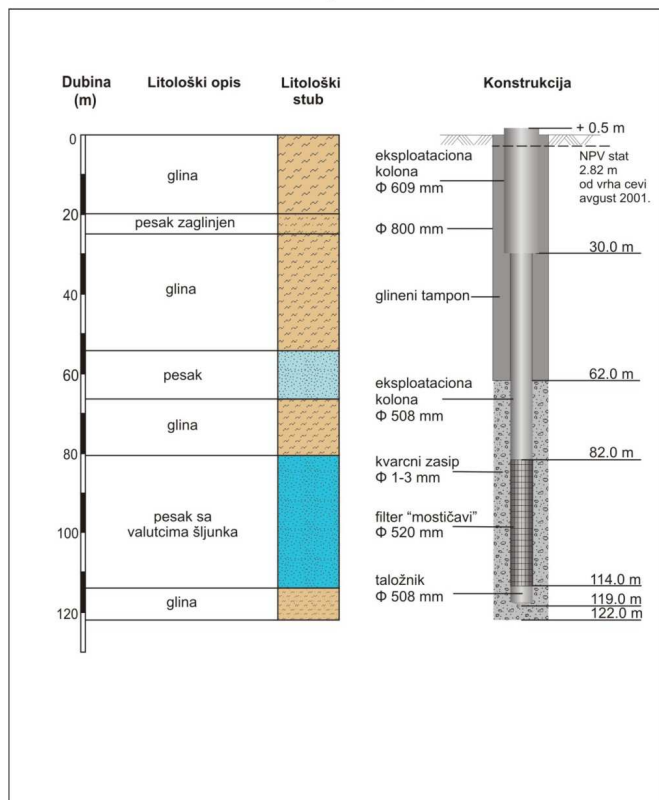 Dubina
(m)
Litološki opis
Litološki
stub
Konstrukcija
0
20
40
60
80
100
120
glina
pesak zaglinjen
glina
pesak
glina
pesak sa
valutcima šljunka
glina
eksploataciona
kolona
Φ 609 mm
Φ 800 mm
glineni tampon
eksploataciona
kolona
Φ 508 mm
kvarcni zasip
Φ 1-3 mm
filter “mostičavi”
Φ 520 mm
taložnik
Φ 508 mm
+ 0.5 m
NPV stat
2.82 m
od vrha cevi
avgust 2001.
30.0 m
62.0 m
82.0 m
114.0 m
119.0 m
122.0 m